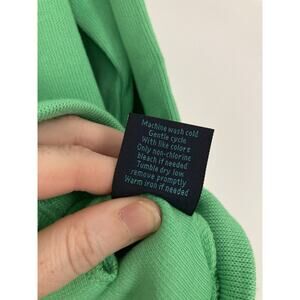 Machine wash cold
Gentle cycle
With like colors
Only non-chlorine
bleach if needed
Tumble dry low
remove promptly
Warm iron if needed